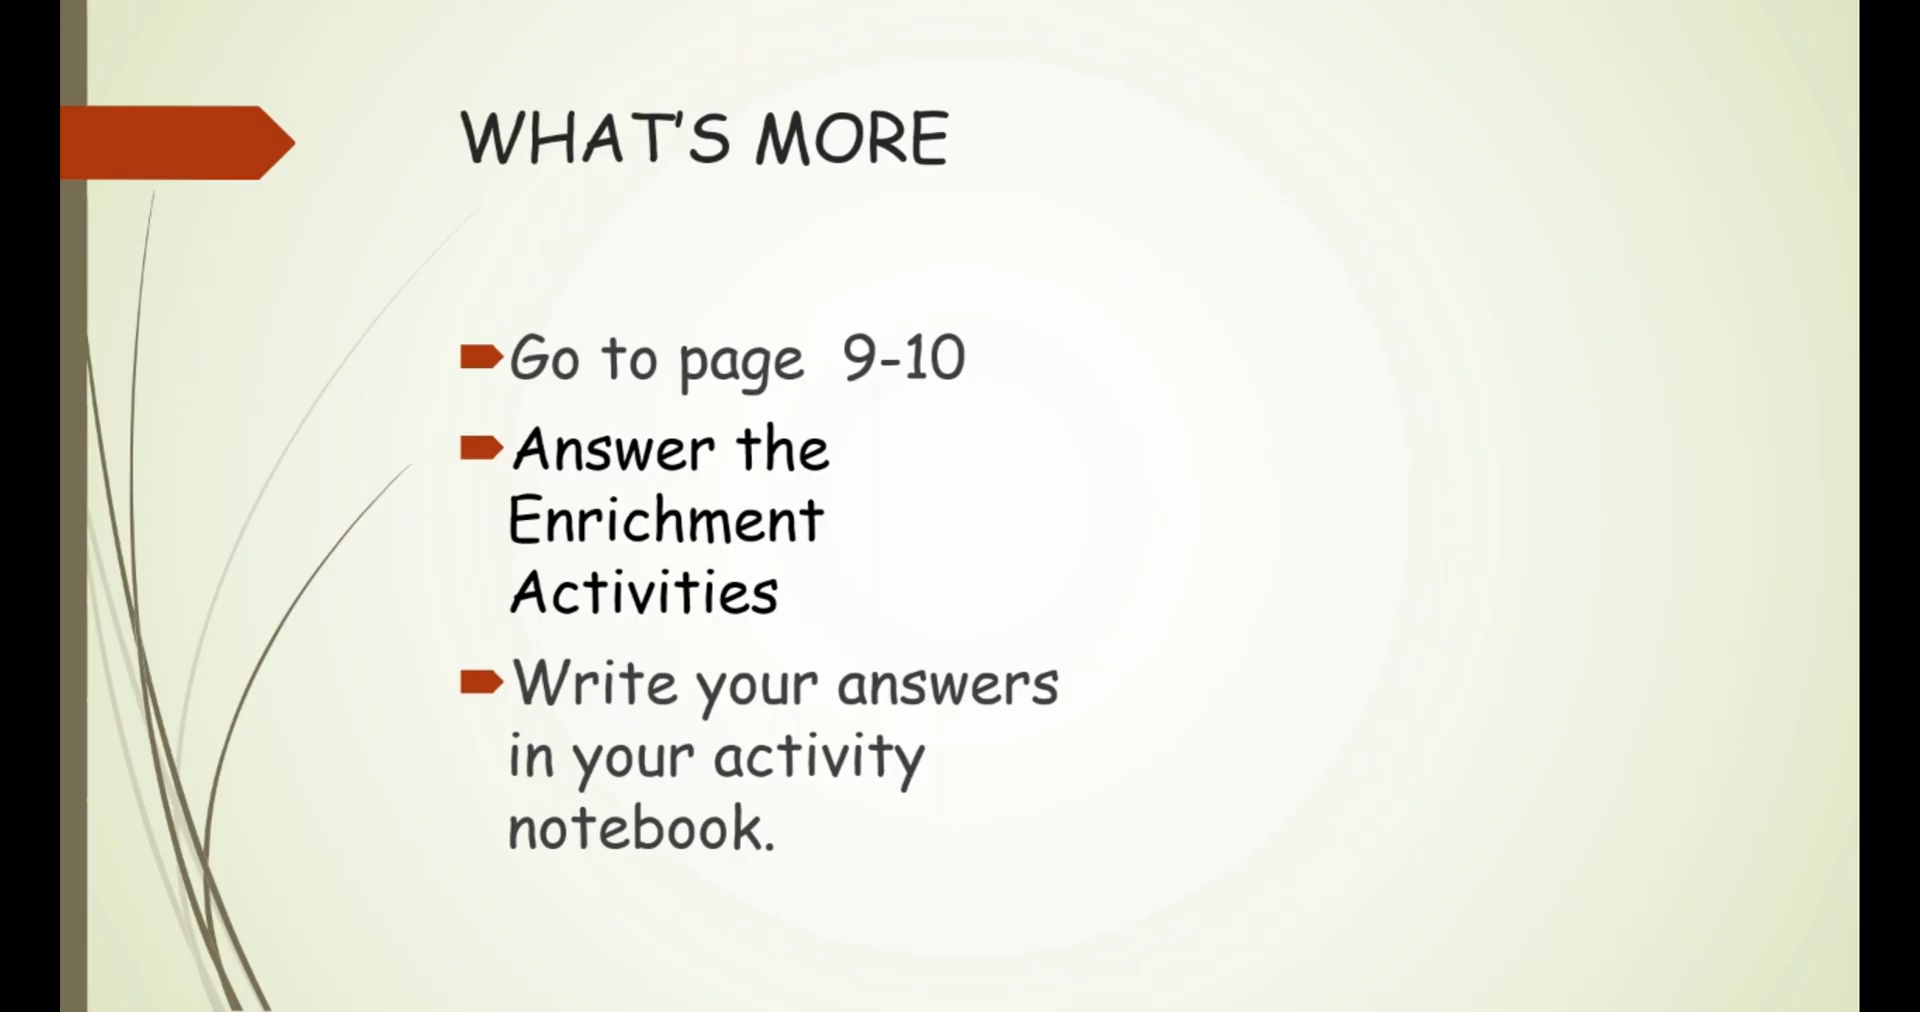 WHAT'S MORE
Go to page 9-10
Answer the
Enrichment
Activities
Write your answers
in your activity
notebook.